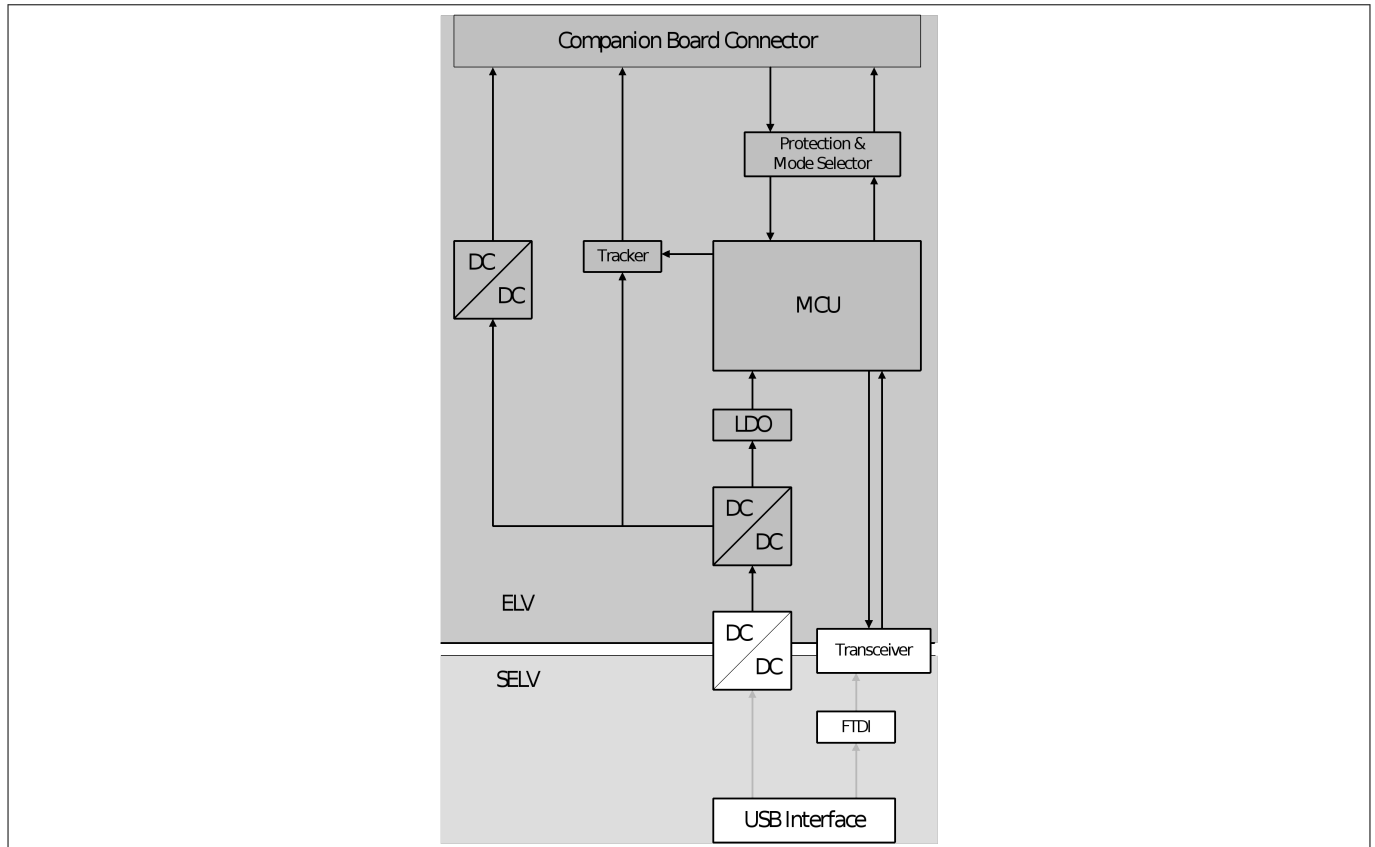 Companion Board Connector
Protection &
Mode Selector
DC
DC
Tracker
MCU
LDO
DC
DC
ELV
DC
DC
Transceiver
SELV
FTDI
USB Interface